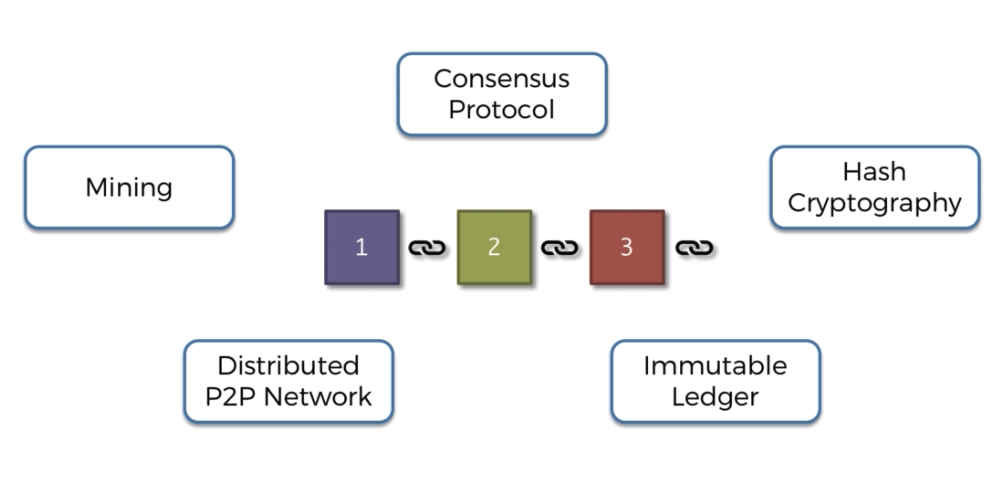 Consensus
Protocol
Mining
Hash
Cryptography
1
2
3
Distributed
P2P Network
Immutable
Ledger